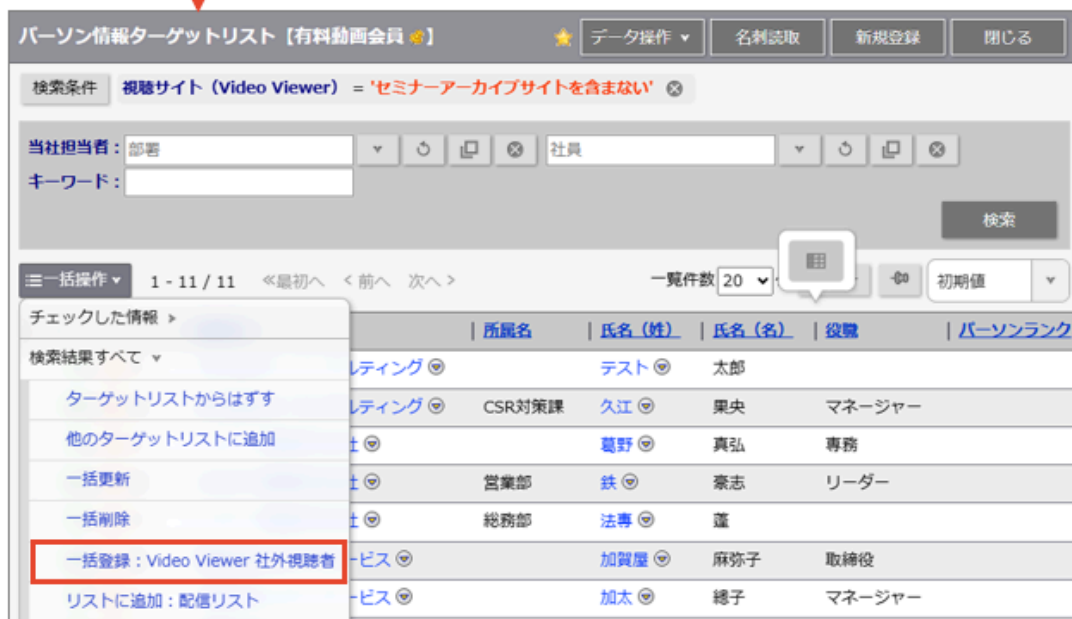 パーソン情報ターゲットリスト【有料動画会員】 データ操作 名刺読取 新規登録 閉じる
検索条件 視聴サイト（Video Viewer） = 'セミナーアーカイブサイトを含まない'
当社担当者： 部署 社員
キーワード：
検索
一括操作 1 - 11 / 11 ≪最初へ < 前へ 次へ > 一覧件数 20 初期値
チェックした情報
所属名 氏名（姓） 氏名（名） 役職 パーソンランク
検索結果すべて
ルティング テスト 太郎
ターゲットリストからはずす
ルティング CSR対策課 久江 果央 マネージャー
他のターゲットリストに追加
葛野 真弘 専務
一括更新
営業部 鉄 豪志 リーダー
一括削除
総務部 法専 蓬
一括登録：Video Viewer 社外視聴者
ービス 加賀屋 麻弥子 取締役
リストに追加：配信リスト
ービス 加太 總子 マネージャー